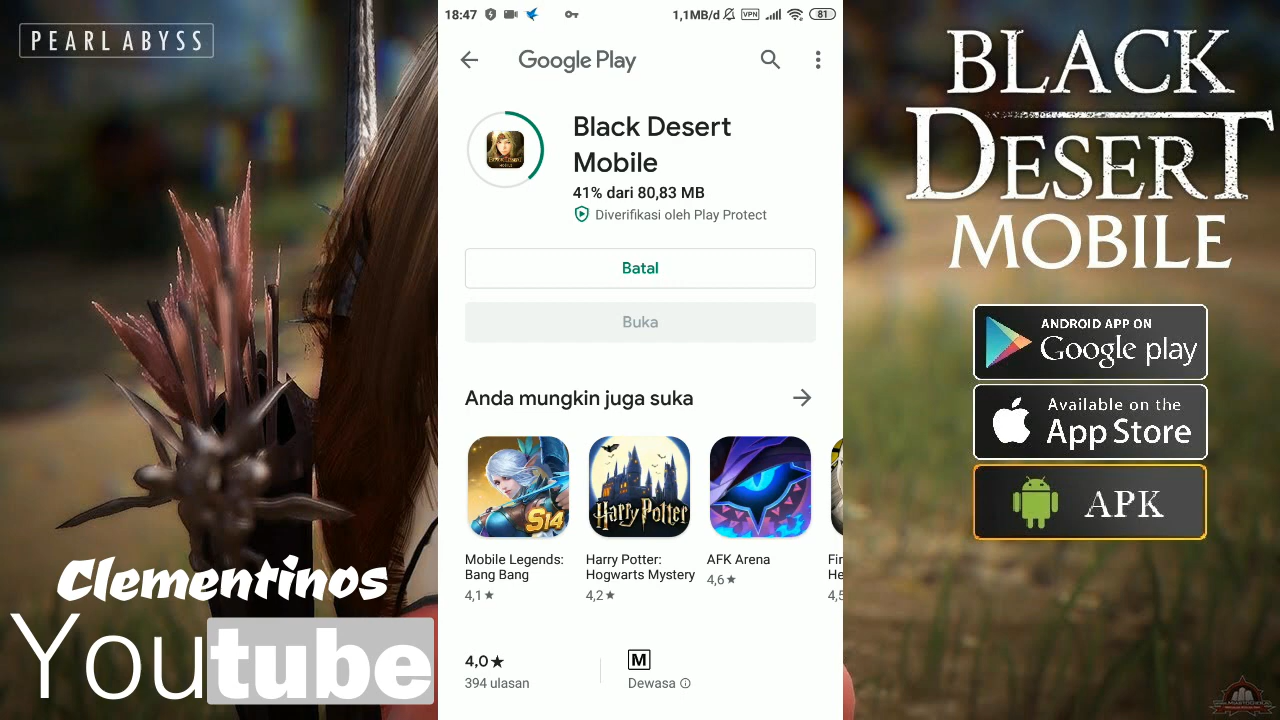 PEARL ABYSS
Clementinos
Youtube
18:47
1,1MB/d
VPN
81
Google Play
Black Desert
Mobile
41% dari 80,83 MB
Diverifikasi oleh Play Protect
Batal
Buka
Anda mungkin juga suka
S14
Harry Potter
Mobile Legends:
Bang Bang
4,1★
Harry Potter:
Hogwarts Mystery
4,2★
AFK Arena
4,6★
4,0★
394 ulasan
M
Dewasa
BLACK
DESERT
MOBILE
ANDROID APP ON
Google play
Available on the
App Store
APK